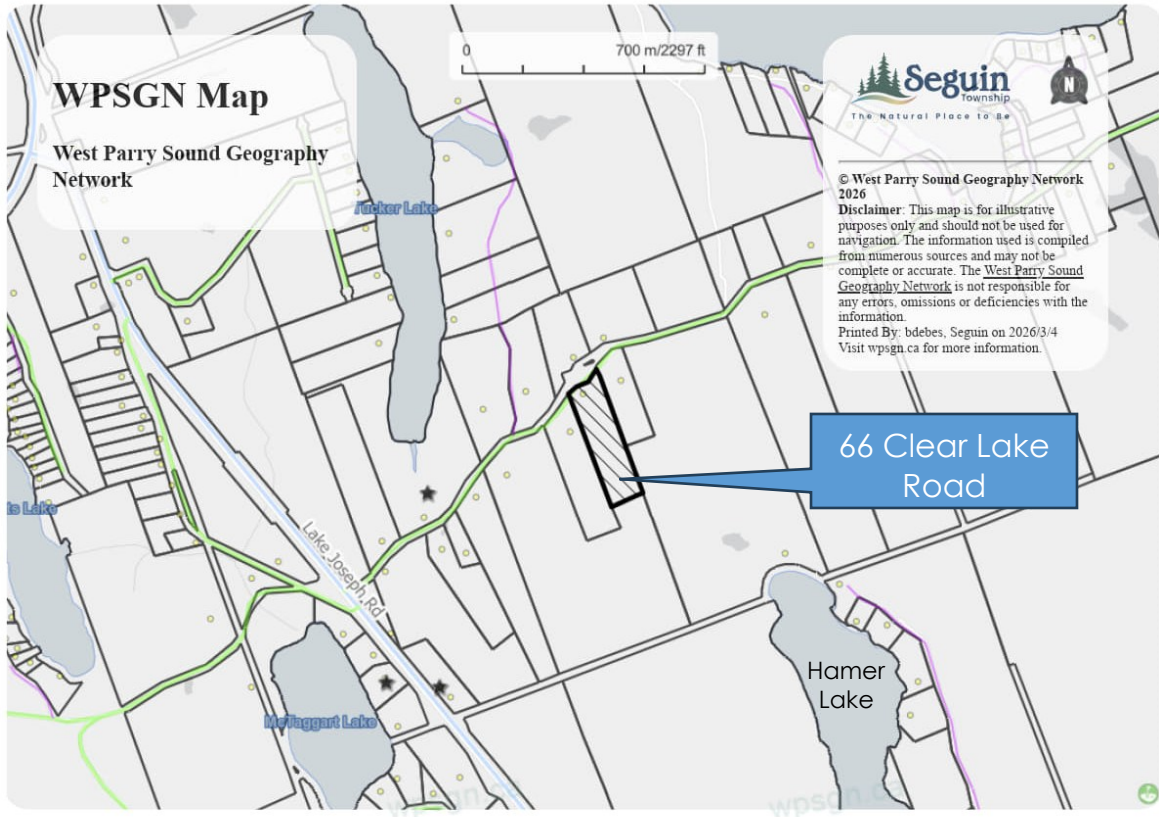 WPSGN Map
West Parry Sound Geography
Network
0 700 m/2297 ft
Seguin
Township
The Natural Place to Be
N
© West Parry Sound Geography Network
2026
Disclaimer: This map is for illustrative
purposes only and should not be used for
navigation. The information used is compiled
from numerous sources and may not be
complete or accurate. The West Parry Sound
Geography Network is not responsible for
any errors, omissions or deficiencies with the
information.
Printed By: bdebes, Seguin on 2026/3/4
Visit wpsgn.ca for more information.
Tucker Lake
66 Clear Lake
Road
ts Lake
Lake Joseph Rd
Hamer
Lake
McTaggart Lake
wpsgn.ca
wpsgn.ca